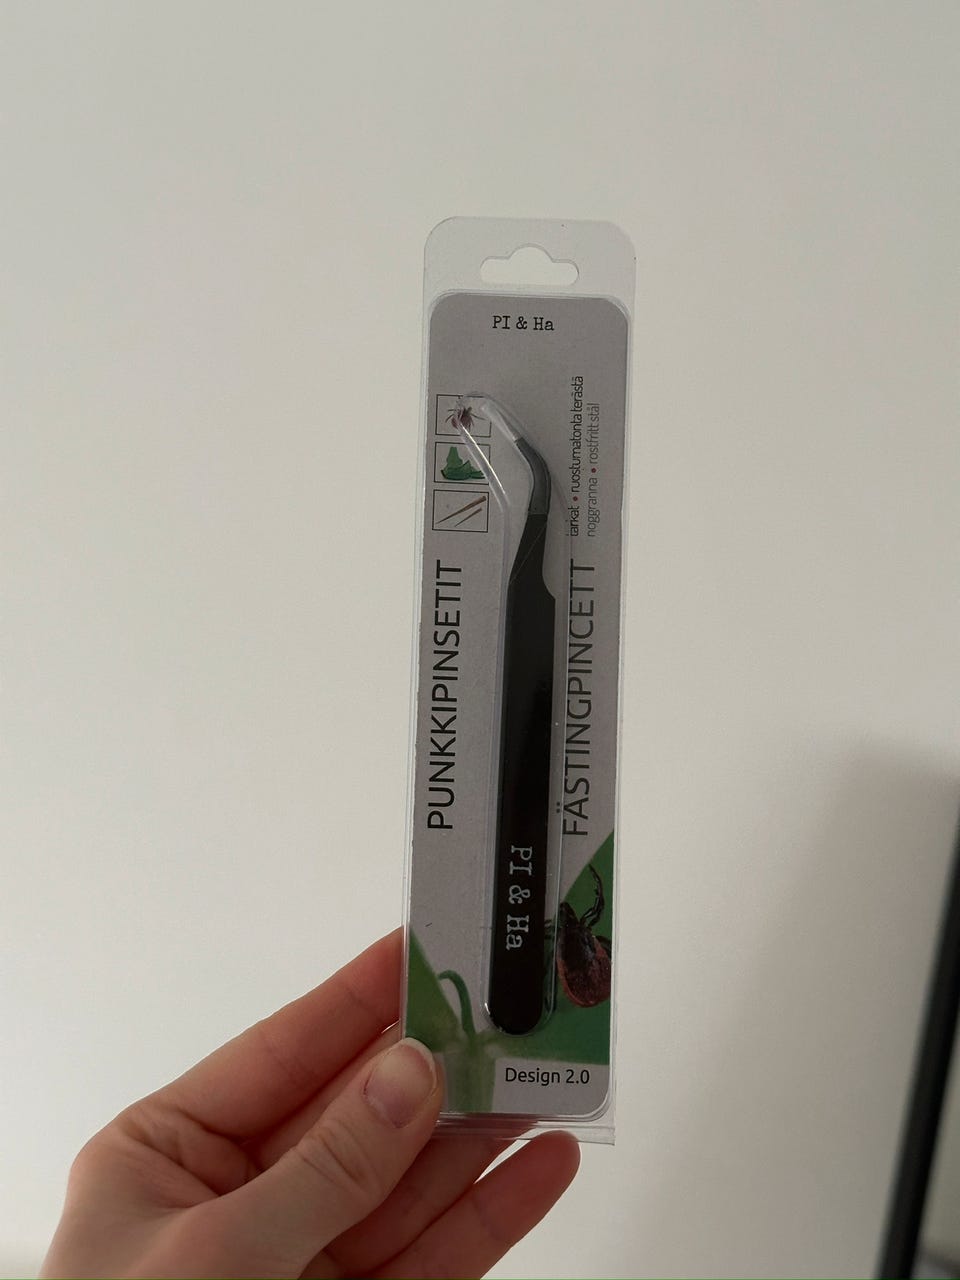 PI & Ha
PUNKKIPINSETIT
tarkat • ruostumatonta terästä
noggranna • rostfritt stål
FÄSTINGPINCETT
PI & Ha
Design 2.0